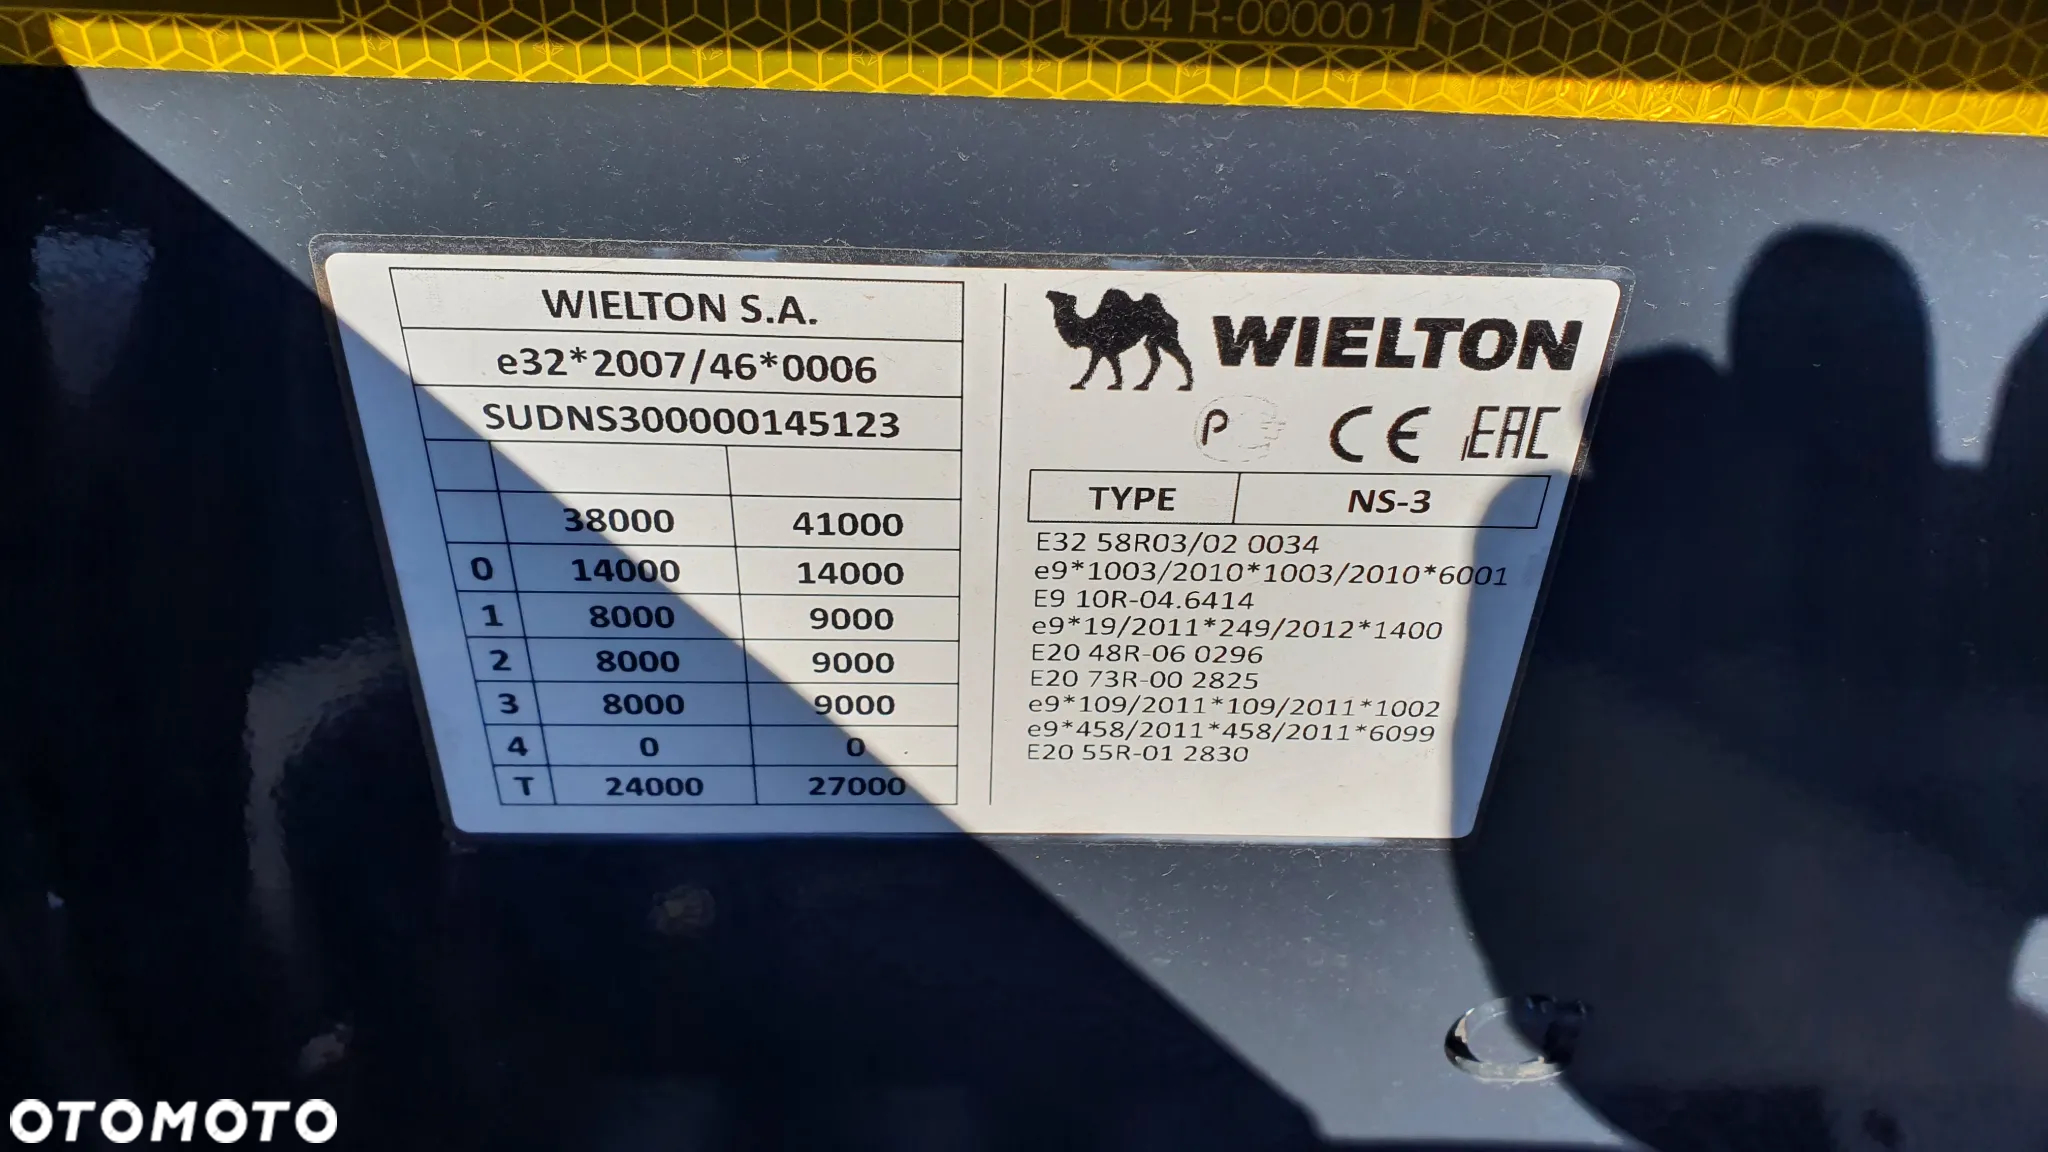 104 R-000001
WIELTON S.A.
e32*2007/46*0006
SUDNS300000145123
38000 41000
0 14000 14000
1 8000 9000
2 8000 9000
3 8000 9000
4 0 0
T 24000 27000
WIELTON
P CE EAC
TYPE NS-3
E32 58R03/02 0034
e9*1003/2010*1003/2010*6001
E9 10R-04.6414
e9*19/2011*249/2012*1400
E20 48R-06 0296
E20 73R-00 2825
e9*109/2011*109/2011*1002
e9*458/2011*458/2011*6099
E20 55R-01 2830
OTOMOTO